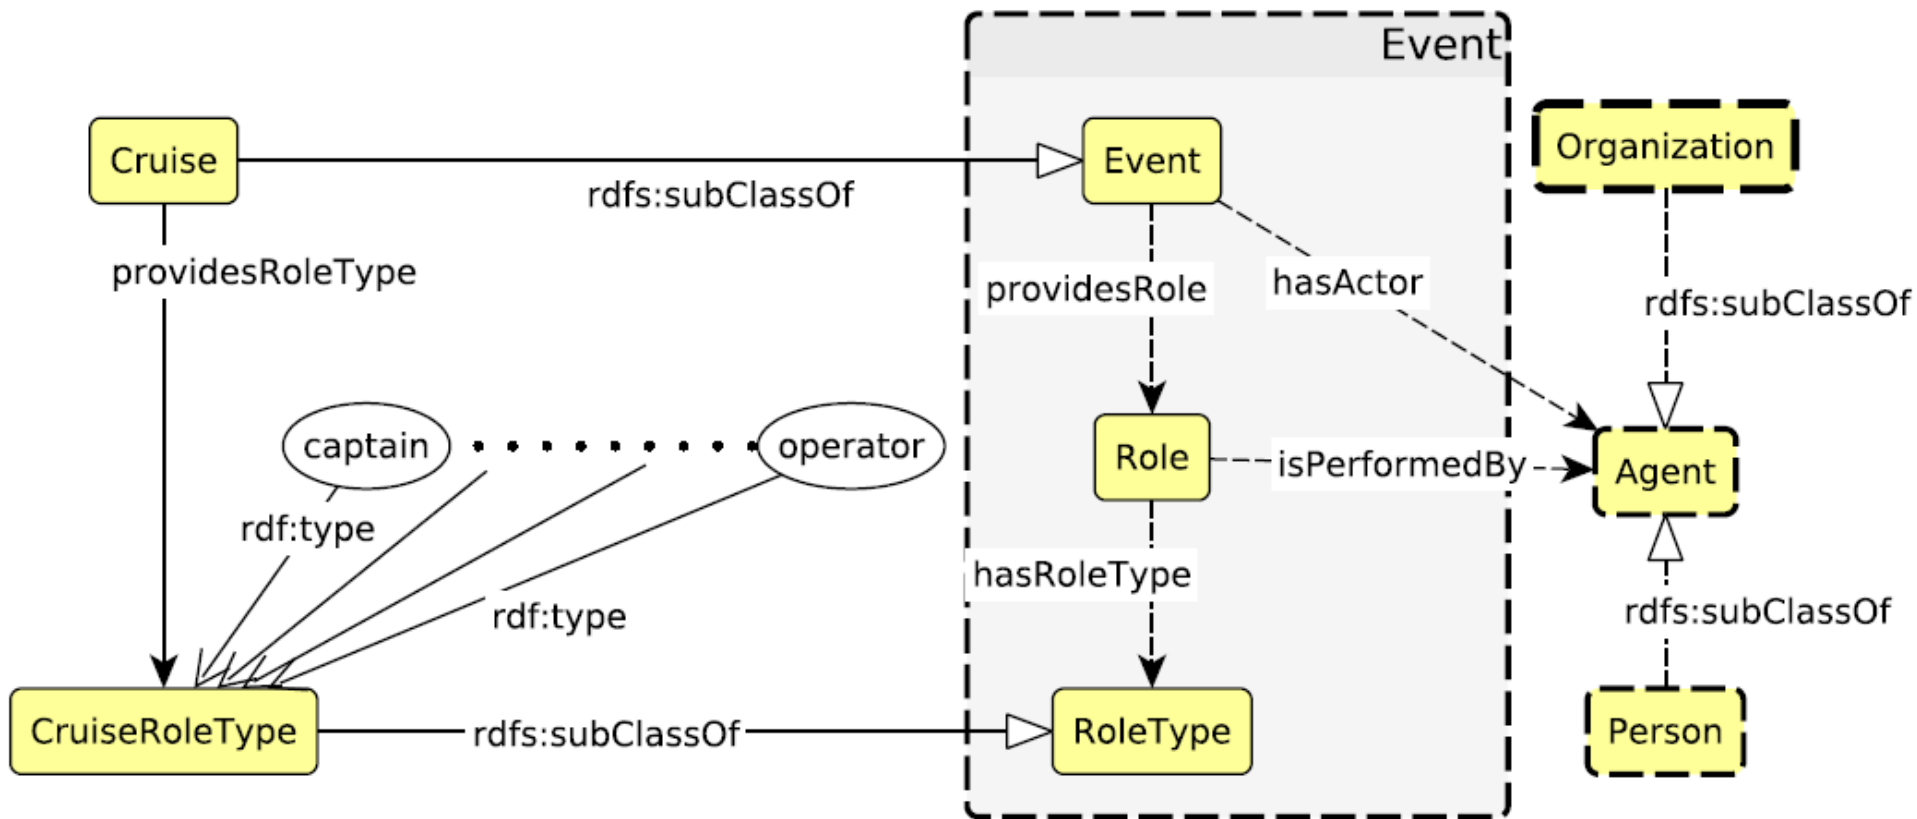 Event
Organization
Cruise
Event
rdfs:subClassOf
providesRoleType
providesRole
hasActor
rdfs:subClassOf
captain
operator
Role
isPerformedBy
Agent
rdf:type
hasRoleType
rdf:type
rdfs:subClassOf
CruiseRoleType
rdfs:subClassOf
RoleType
Person